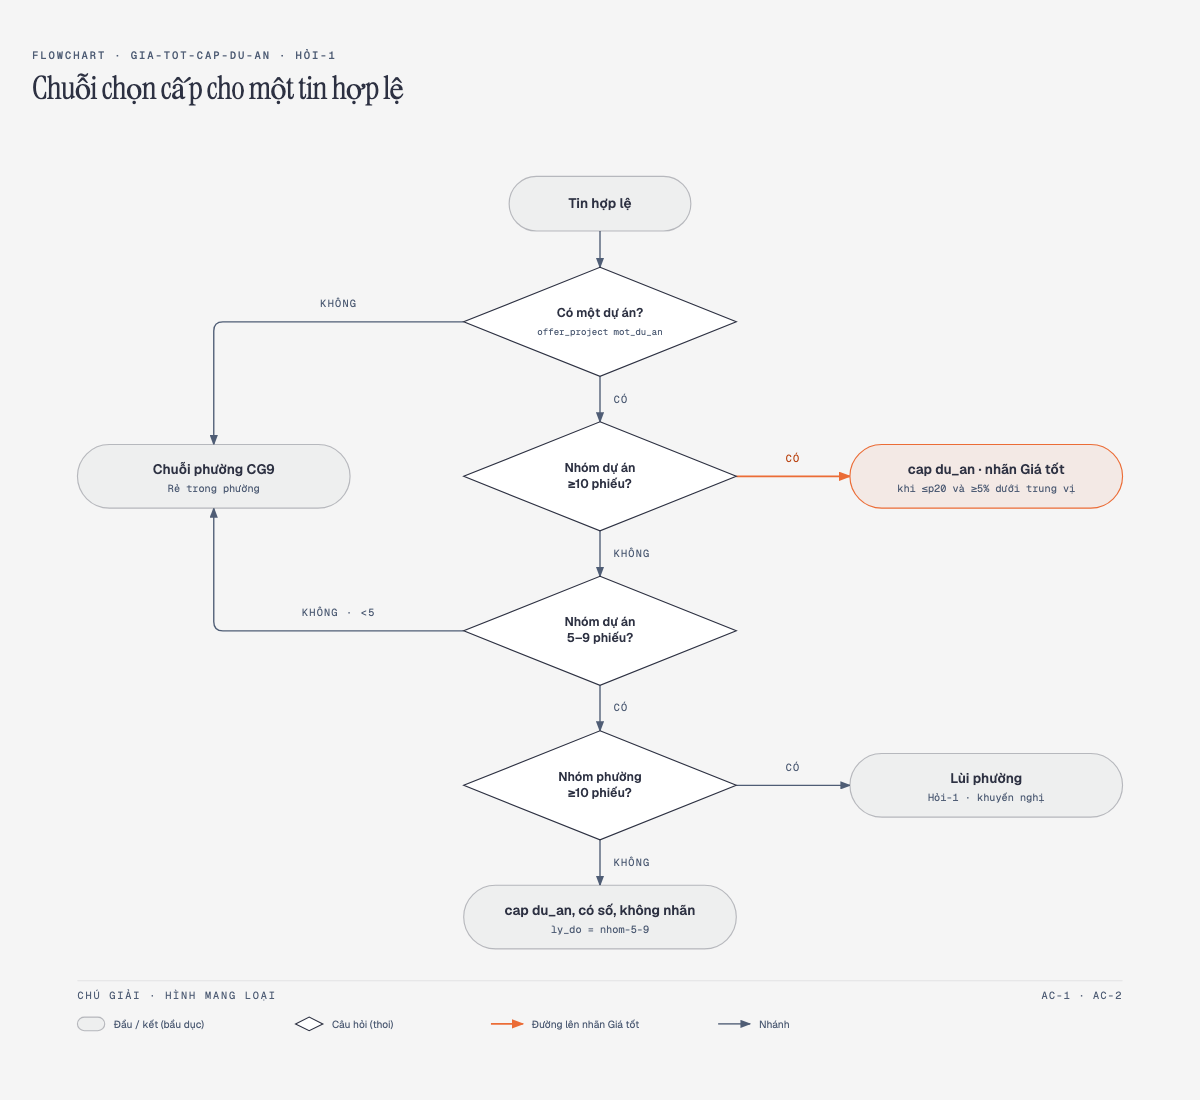 FLOWCHART · GIA-TOT-CAP-DU-AN · HỎI-1
Chuỗi chọn cấp cho một tin hợp lệ
Tin hợp lệ
KHÔNG
Có một dự án?
offer_project mot_du_an
CÓ
Chuỗi phường CG9
Rẻ trong phường
Nhóm dự án
≥10 phiếu?
CÓ
cap du_an · nhãn Giá tốt
khi ≤p20 và ≥5% dưới trung vị
KHÔNG
KHÔNG · <5
Nhóm dự án
5–9 phiếu?
CÓ
Nhóm phường
≥10 phiếu?
CÓ
Lùi phường
Hỏi-1 · khuyến nghị
KHÔNG
cap du_an, có số, không nhãn
ly_do = nhom-5-9
CHÚ GIẢI · HÌNH MANG LOẠI
AC-1 · AC-2
Đầu / kết (bầu dục)
Câu hỏi (thoi)
Đường lên nhãn Giá tốt
Nhánh